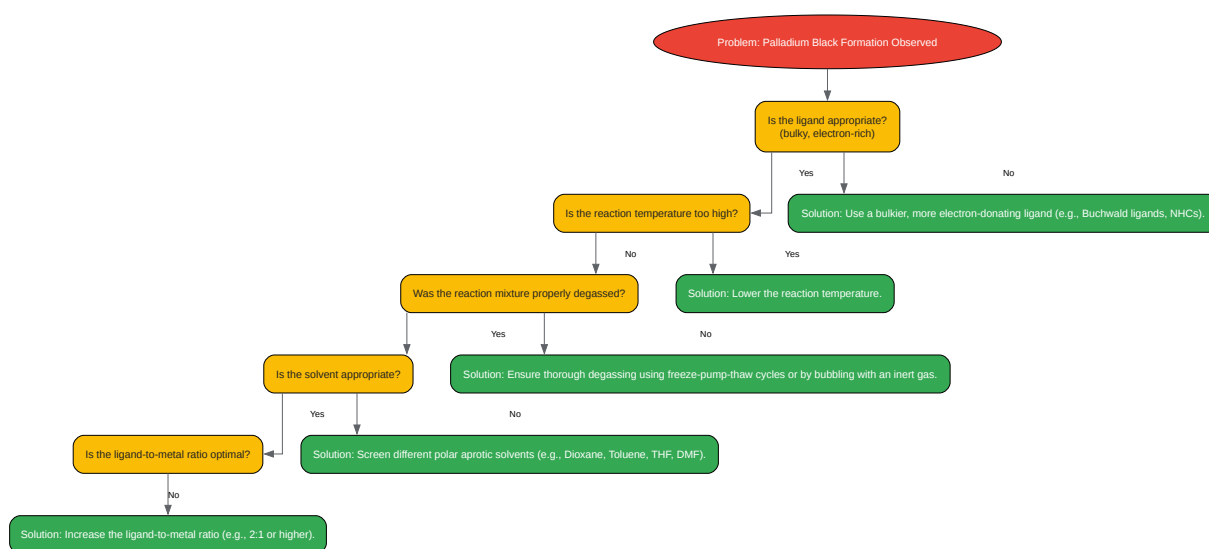 Problem: Palladium Black Formation Observed
Is the ligand appropriate?
(bulky, electron-rich)
Yes
No
Is the reaction temperature too high?
Solution: Use a bulkier, more electron-donating ligand (e.g., Buchwald ligands, NHCs).
No
Yes
Was the reaction mixture properly degassed?
Solution: Lower the reaction temperature.
Yes
No
Is the solvent appropriate?
Solution: Ensure thorough degassing using freeze-pump-thaw cycles or by bubbling with an inert gas.
Yes
No
Is the ligand-to-metal ratio optimal?
Solution: Screen different polar aprotic solvents (e.g., Dioxane, Toluene, THF, DMF).
No
Solution: Increase the ligand-to-metal ratio (e.g., 2:1 or higher).